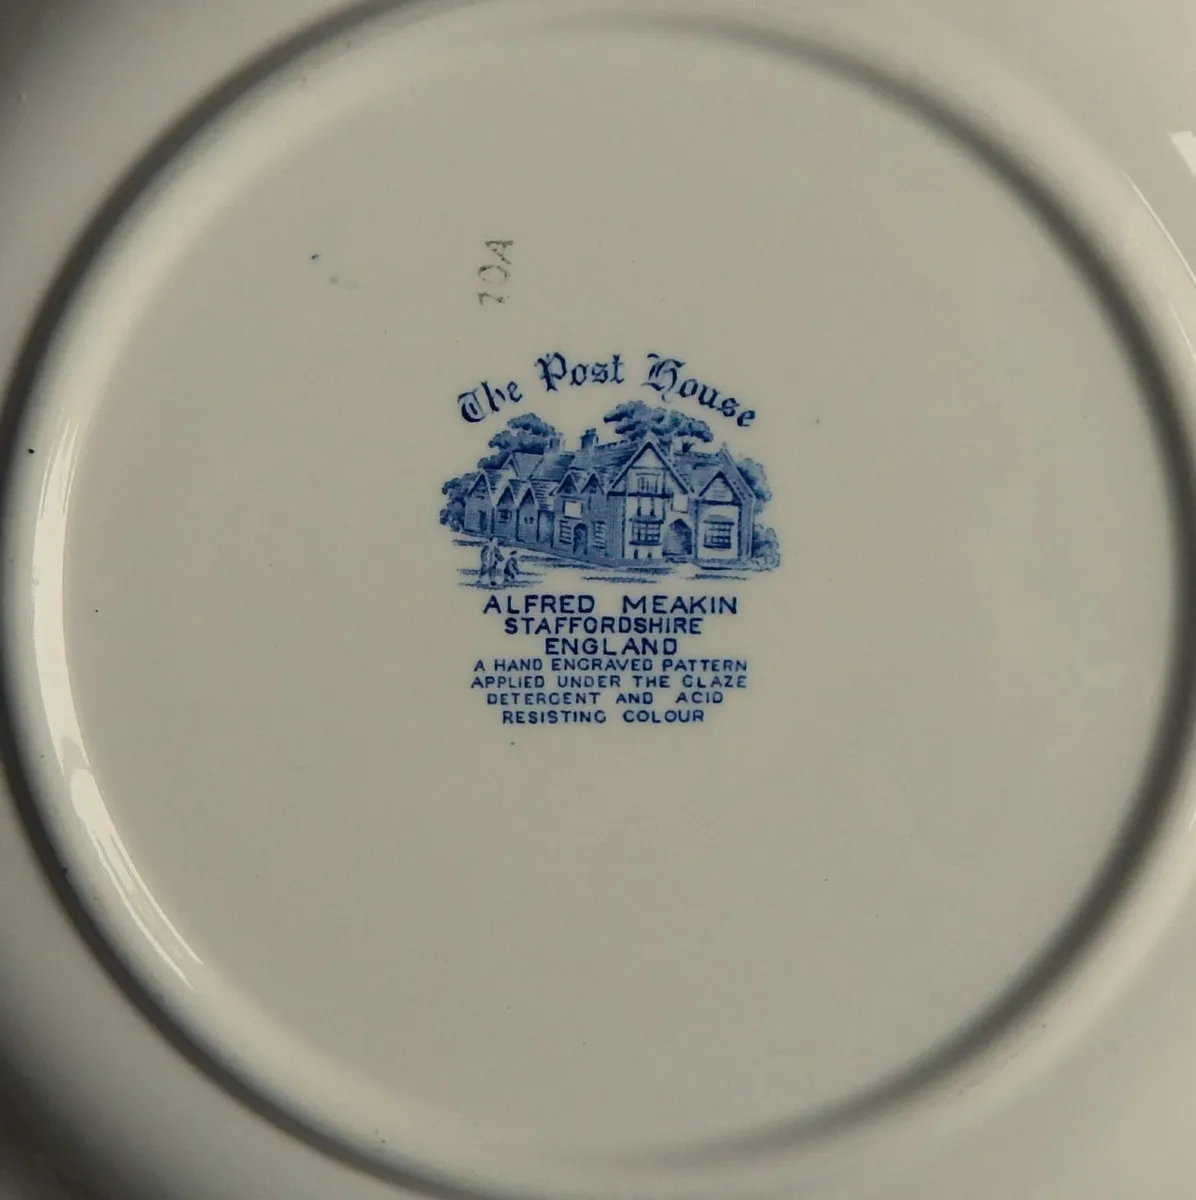 70A
The Post House
ALFRED MEAKIN
STAFFORDSHIRE
ENGLAND
A HAND ENGRAVED PATTERN
APPLIED UNDER THE GLAZE
DETERGENT AND ACID
RESISTING COLOUR